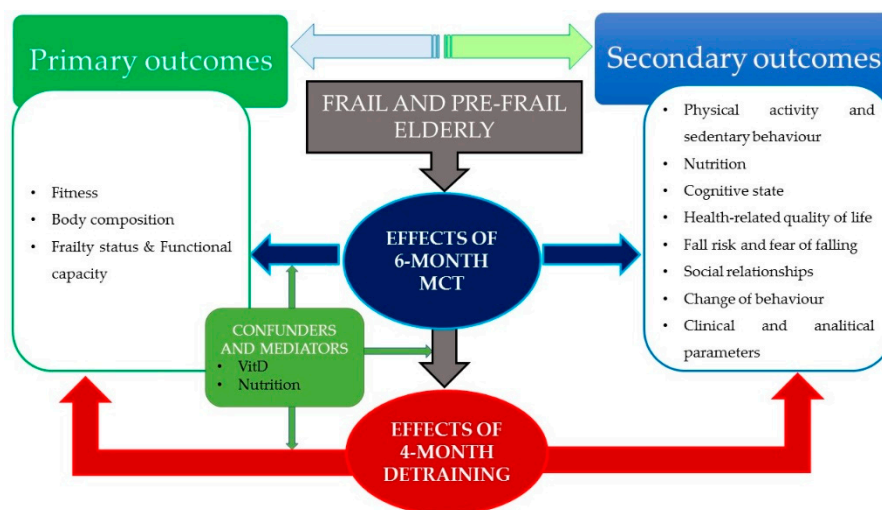 Primary outcomes
Secondary outcomes
FRAIL AND PRE-FRAIL
ELDERLY
• Fitness
• Body composition
• Frailty status & Functional
capacity
• Physical activity and
sedentary behaviour
• Nutrition
• Cognitive state
• Health-related quality of life
• Fall risk and fear of falling
• Social relationships
• Change of behaviour
• Clinical and analitical
parameters
EFFECTS OF
6-MONTH
MCT
CONFUNDERS
AND MEDIATORS
• VitD
• Nutrition
EFFECTS OF
4-MONTH
DETRAINING